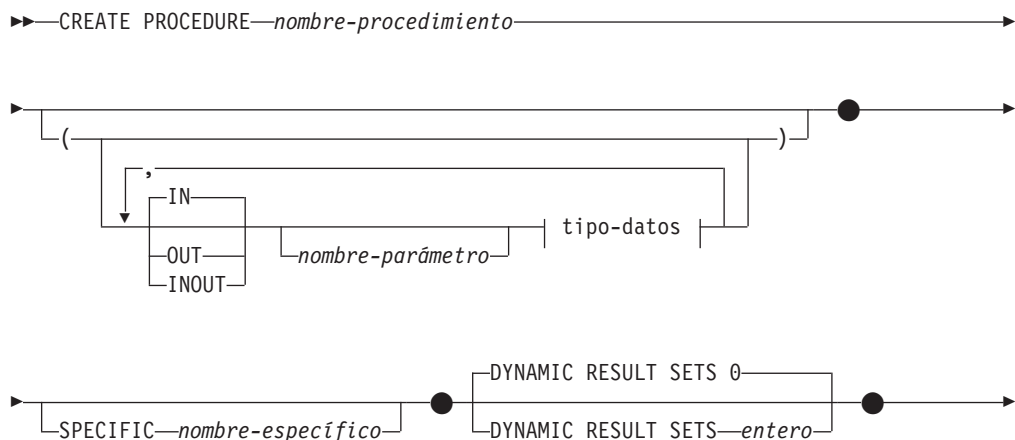 CREATE PROCEDURE nombre-procedimiento
( )
,
IN
OUT nombre-parámetro tipo-datos
INOUT
DYNAMIC RESULT SETS 0
SPECIFIC nombre-específico DYNAMIC RESULT SETS entero